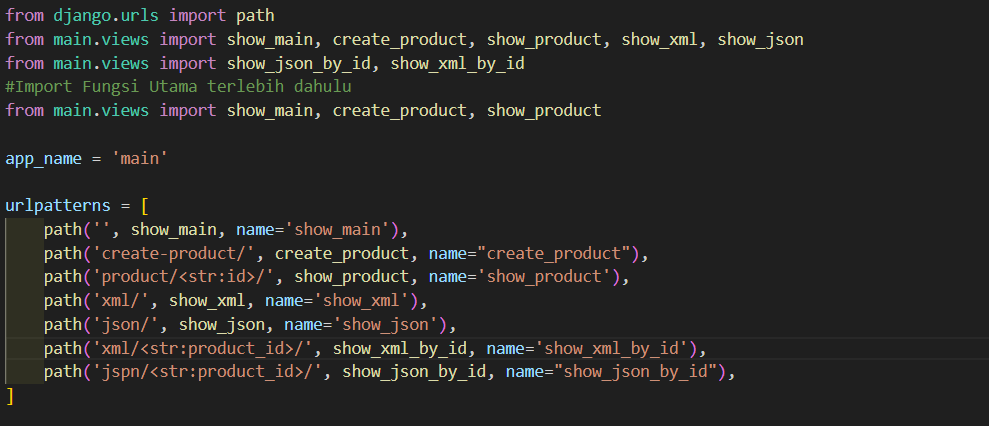 from django.urls import path
from main.views import show_main, create_product, show_product, show_xml, show_json
from main.views import show_json_by_id, show_xml_by_id
#Import Fungsi Utama terlebih dahulu
from main.views import show_main, create_product, show_product
app_name = 'main'
urlpatterns = [
path('', show_main, name='show_main'),
path('create-product/', create_product, name="create_product"),
path('product/<str:id>/', show_product, name='show_product'),
path('xml/', show_xml, name='show_xml'),
path('json/', show_json, name='show_json'),
path('xml/<str:product_id>/', show_xml_by_id, name='show_xml_by_id'),
path('jspn/<str:product_id>/', show_json_by_id, name="show_json_by_id"),
]